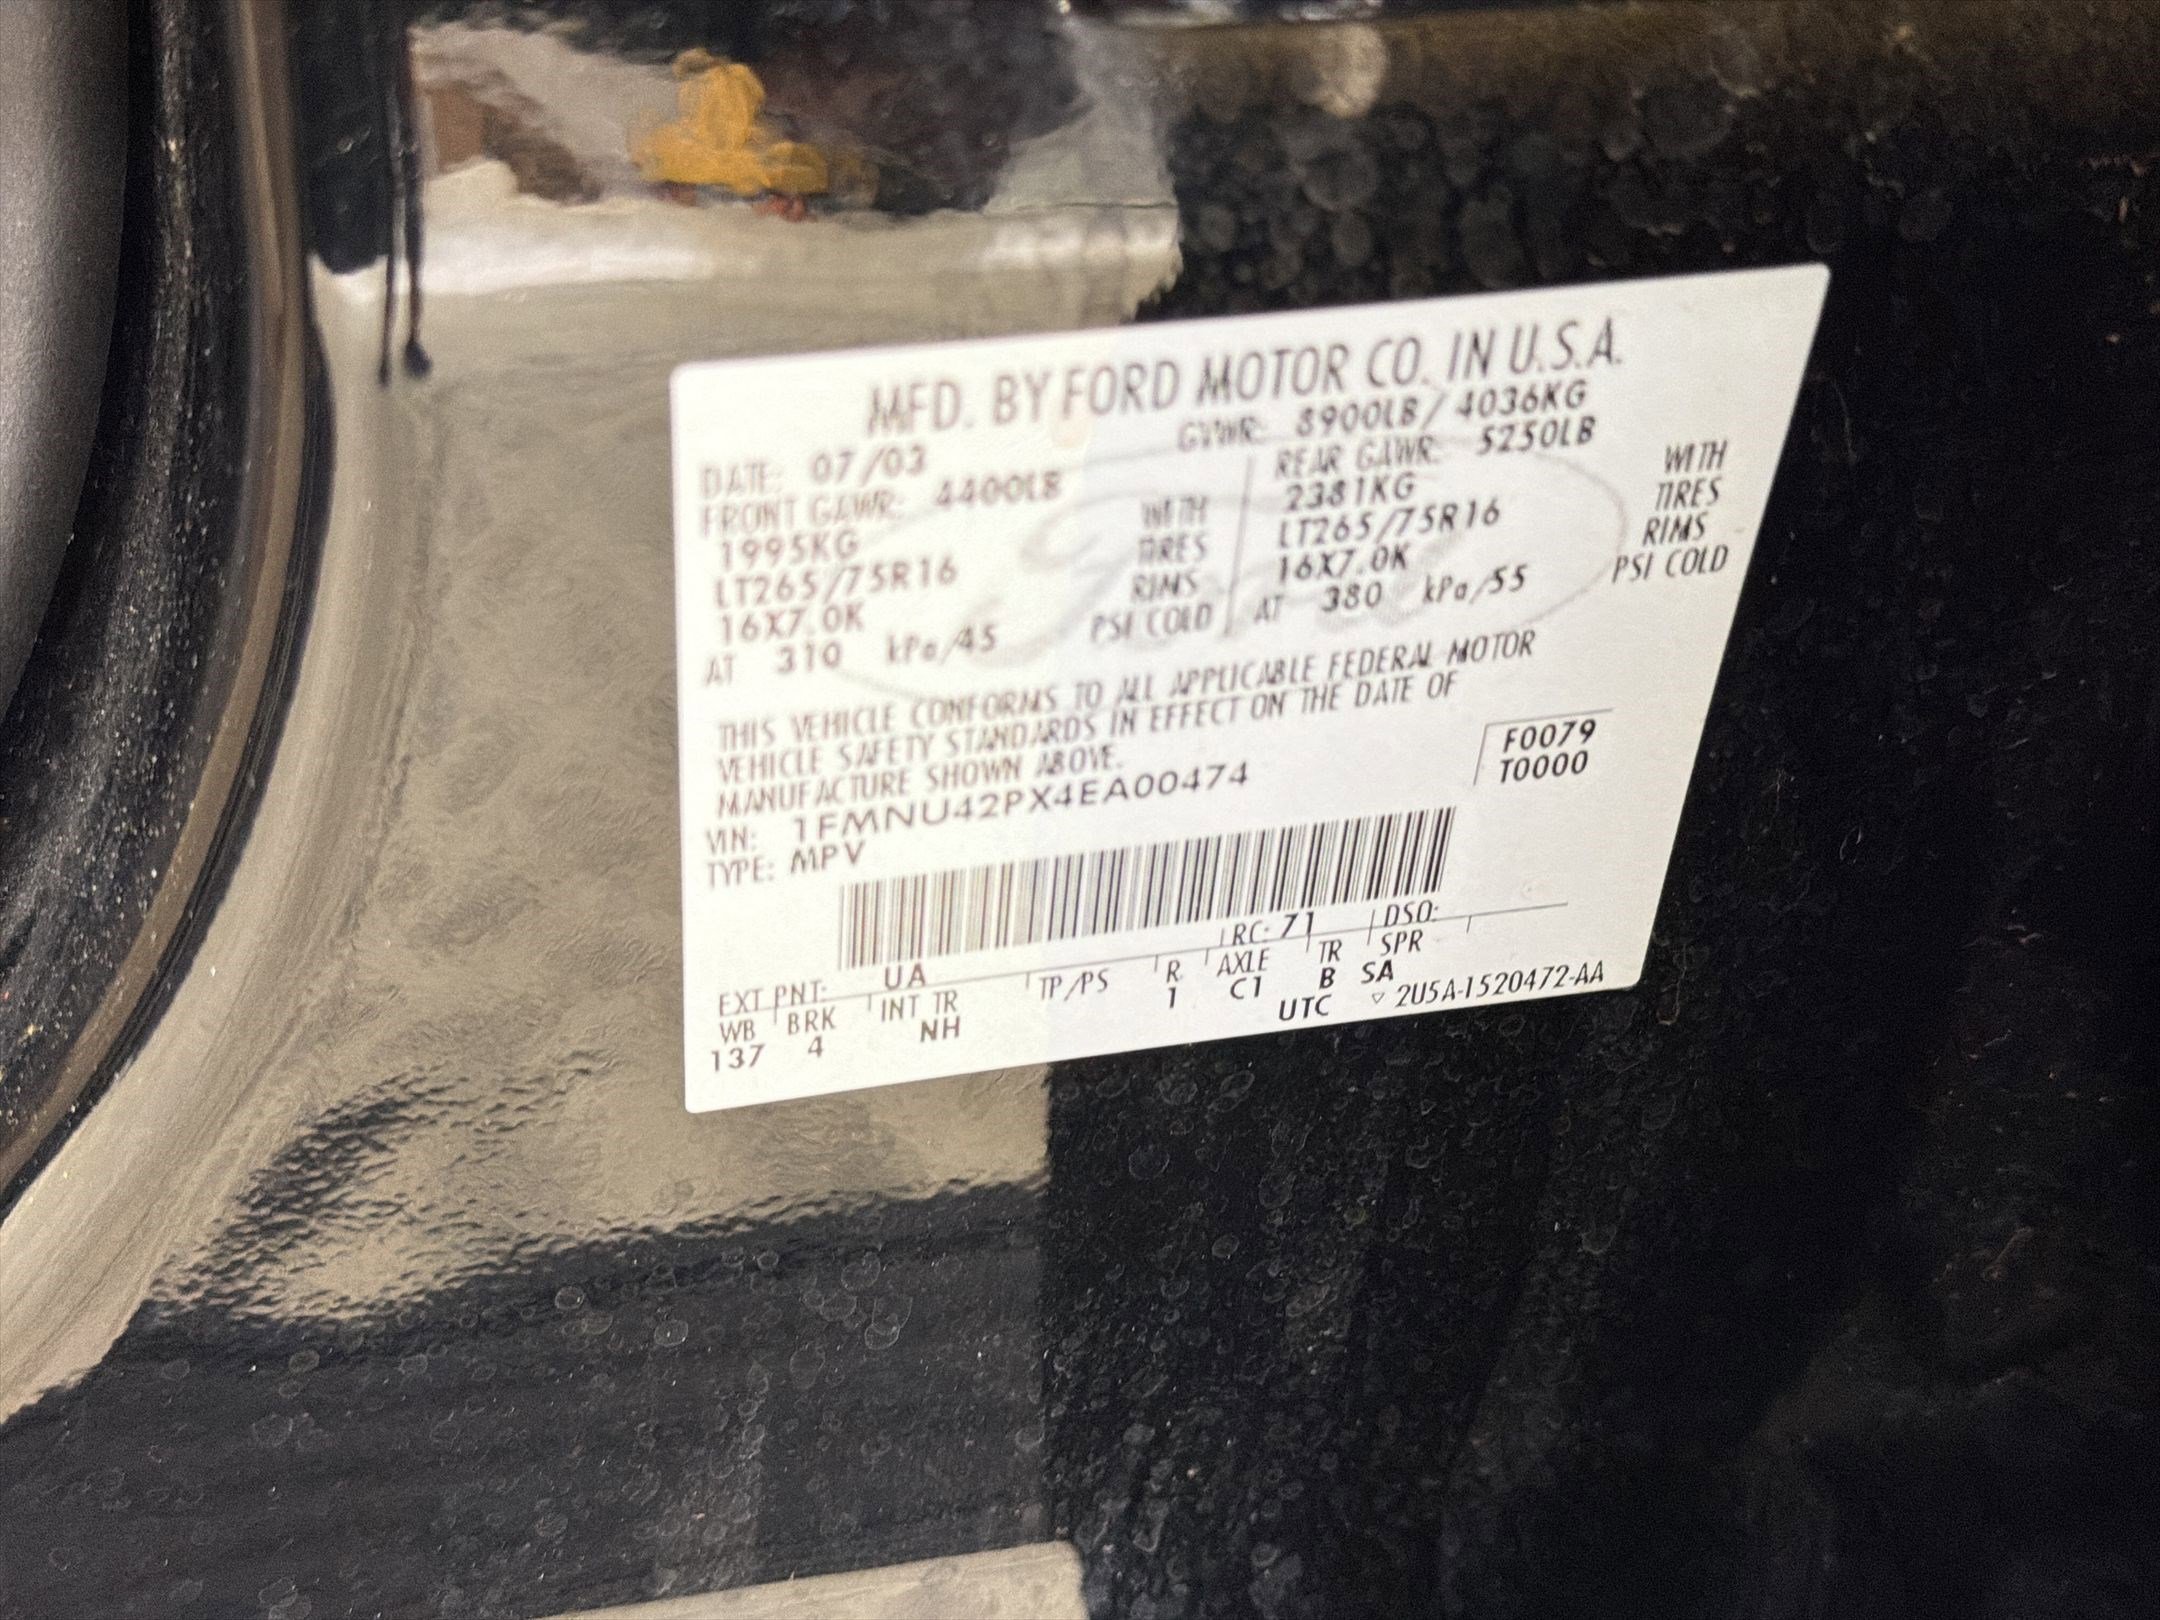 MFD. BY FORD MOTOR CO. IN U.S.A.
DATE: 07/03 GVWR: 8900LB/ 4036KG
FRONT GAWR: 4400LB REAR GAWR: 5250LB
1995KG WITH 2381KG WITH
LT265/75R16 TIRES LT265/75R16 TIRES
16X7.0K RIMS 16X7.0K RIMS
AT 310 kPa/45 PSI COLD AT 380 kPa/55 PSI COLD
THIS VEHICLE CONFORMS TO ALL APPLICABLE FEDERAL MOTOR
VEHICLE SAFETY STANDARDS IN EFFECT ON THE DATE OF
MANUFACTURE SHOWN ABOVE.
VIN: 1FMNU42PX4EA00474 F0079
TYPE: MPV T0000
EXT PNT: UA RC: 71 DSO:
WB BRK INT TR TP/PS R AXLE TR SPR
137 4 NH 1 C1 B SA
UTC ▽ 2U5A-1520472-AA
Ford